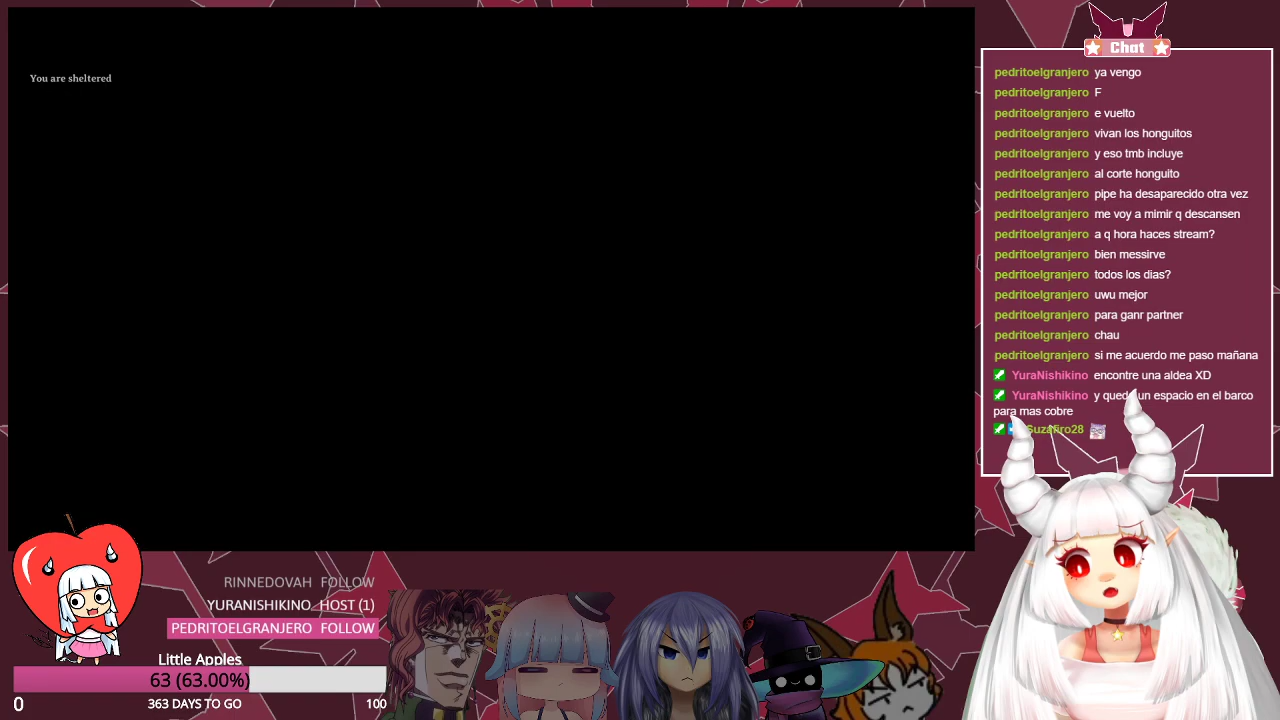 You are sheltered
Chat
pedritoelgranjero ya vengo
pedritoelgranjero F
pedritoelgranjero e vuelto
pedritoelgranjero vivan los honguitos
pedritoelgranjero y eso tmb incluye
pedritoelgranjero al corte honguito
pedritoelgranjero pipe ha desaparecido otra vez
pedritoelgranjero me voy a mimir q descansen
pedritoelgranjero a q hora haces stream?
pedritoelgranjero bien messirve
pedritoelgranjero todos los dias?
pedritoelgranjero uwu mejor
pedritoelgranjero para ganr partner
pedritoelgranjero chau
pedritoelgranjero si me acuerdo me paso mañana
YuraNishikino encontre una aldea XD
YuraNishikino y queda un espacio en el barco
para mas cobre
Suzafiro28
RINNEDOVAH FOLLOW
YURANISHIKINO HOST (1)
PEDRITOELGRANJERO FOLLOW
Little Apples
63 (63.00%)
0 363 DAYS TO GO 100